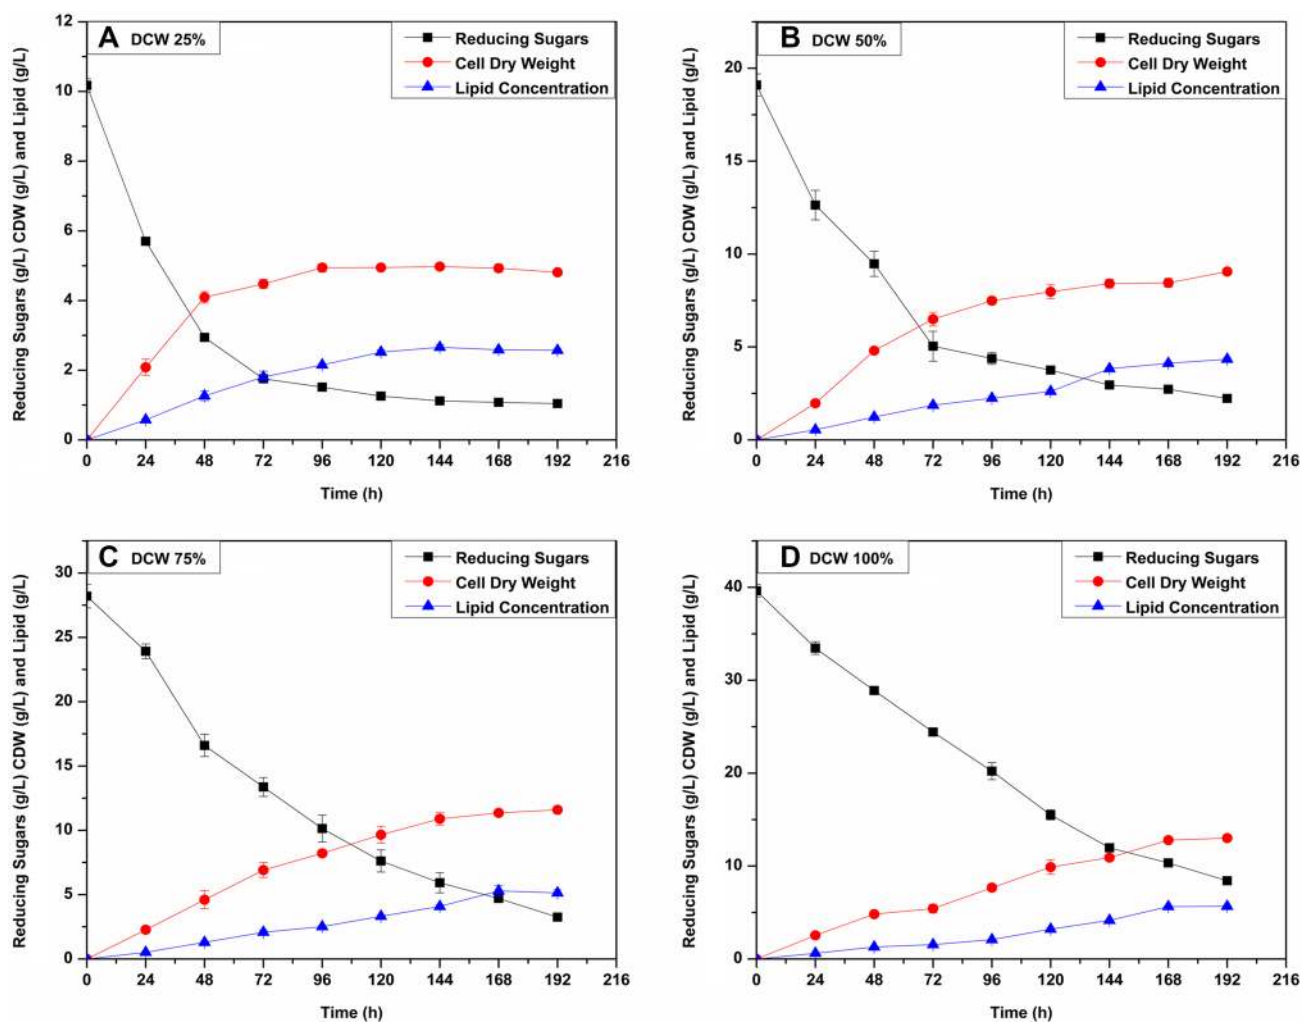 A DCW 25%
Reducing Sugars
Cell Dry Weight
Lipid Concentration
Reducing Sugars (g/L) CDW (g/L) and Lipid (g/L)
12
10
8
6
4
2
0
0 24 48 72 96 120 144 168 192 216
Time (h)
B DCW 50%
Reducing Sugars
Cell Dry Weight
Lipid Concentration
Reducing Sugars (g/L) CDW (g/L) and Lipid (g/L)
20
15
10
5
0
0 24 48 72 96 120 144 168 192 216
Time (h)
C DCW 75%
Reducing Sugars
Cell Dry Weight
Lipid Concentration
Reducing Sugars (g/L) CDW (g/L) and Lipid (g/L)
30
25
20
15
10
5
0
0 24 48 72 96 120 144 168 192 216
Time (h)
D DCW 100%
Reducing Sugars
Cell Dry Weight
Lipid Concentration
Reducing Sugars (g/L) CDW (g/L) and Lipid (g/L)
40
30
20
10
0
0 24 48 72 96 120 144 168 192 216
Time (h)